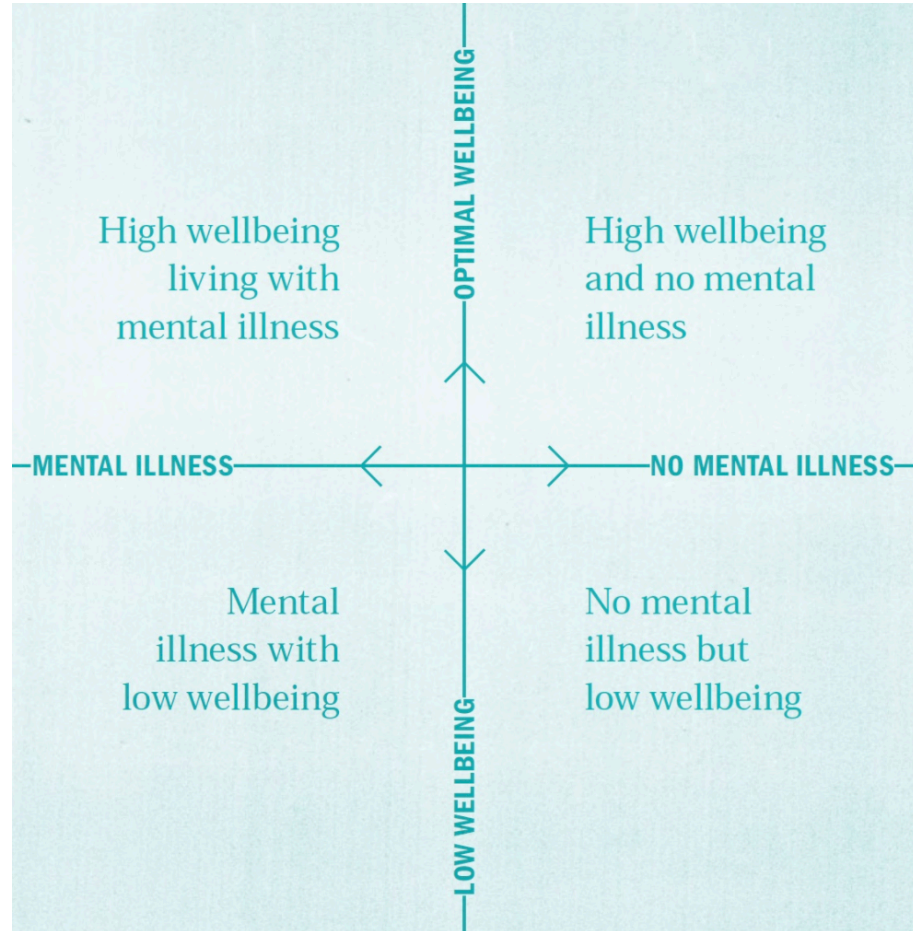 OPTIMAL WELLBEING
High wellbeing
living with
mental illness
High wellbeing
and no mental
illness
MENTAL ILLNESS
NO MENTAL ILLNESS
Mental
illness with
low wellbeing
No mental
illness but
low wellbeing
LOW WELLBEING